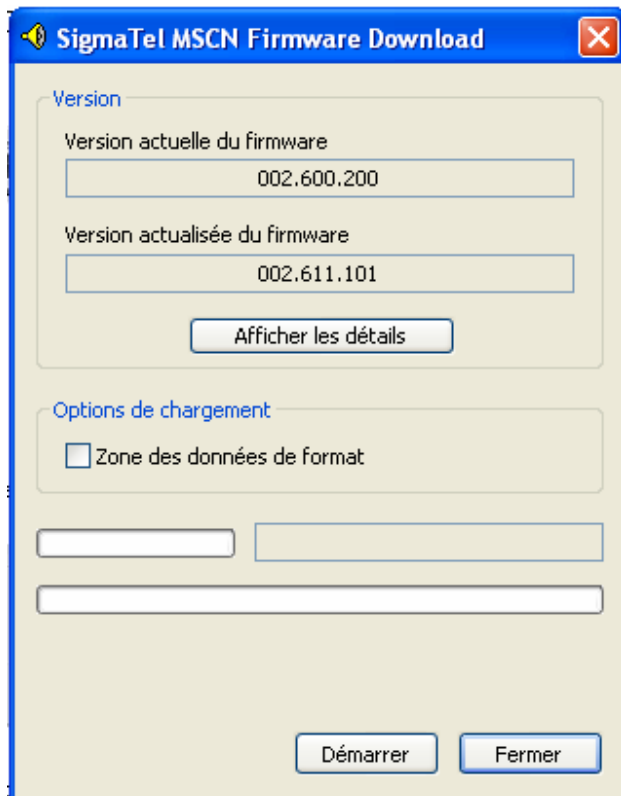 SigmaTel MSCN Firmware Download
Version
Version actuelle du firmware
002.600.200
Version actualisée du firmware
002.611.101
Afficher les détails
Options de chargement
Zone des données de format
Démarrer
Fermer